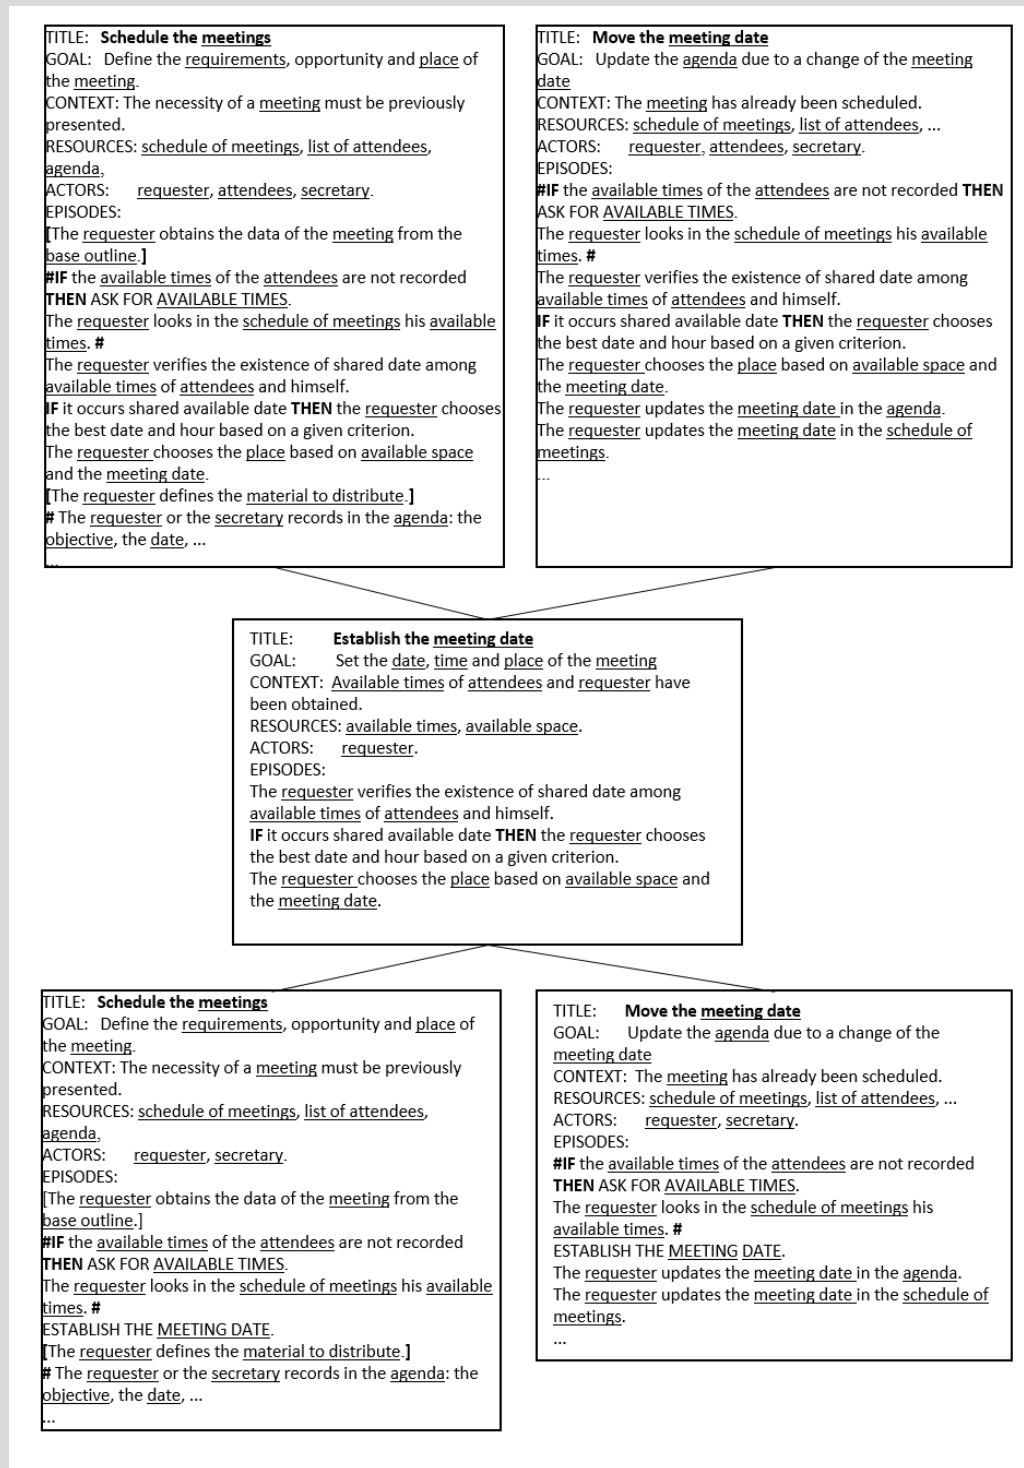 TITLE: Schedule the meetings
GOAL: Define the requirements, opportunity and place of
the meeting.
CONTEXT: The necessity of a meeting must be previously
presented.
RESOURCES: schedule of meetings, list of attendees,
agenda,
ACTORS: requester, attendees, secretary.
EPISODES:
[The requester obtains the data of the meeting from the
base outline.]
#IF the available times of the attendees are not recorded
THEN ASK FOR AVAILABLE TIMES.
The requester looks in the schedule of meetings his available
times. #
The requester verifies the existence of shared date among
available times of attendees and himself.
IF it occurs shared available date THEN the requester chooses
the best date and hour based on a given criterion.
The requester chooses the place based on available space
and the meeting date.
[The requester defines the material to distribute.]
# The requester or the secretary records in the agenda: the
objective, the date, ...
...
TITLE: Move the meeting date
GOAL: Update the agenda due to a change of the meeting
date
CONTEXT: The meeting has already been scheduled.
RESOURCES: schedule of meetings, list of attendees, ...
ACTORS: requester, attendees, secretary.
EPISODES:
#IF the available times of the attendees are not recorded THEN
ASK FOR AVAILABLE TIMES.
The requester looks in the schedule of meetings his available
times. #
The requester verifies the existence of shared date among
available times of attendees and himself.
IF it occurs shared available date THEN the requester chooses
the best date and hour based on a given criterion.
The requester chooses the place based on available space and
the meeting date.
The requester updates the meeting date in the agenda.
The requester updates the meeting date in the schedule of
meetings.
...
TITLE: Establish the meeting date
GOAL: Set the date, time and place of the meeting
CONTEXT: Available times of attendees and requester have
been obtained.
RESOURCES: available times, available space.
ACTORS: requester.
EPISODES:
The requester verifies the existence of shared date among
available times of attendees and himself.
IF it occurs shared available date THEN the requester chooses
the best date and hour based on a given criterion.
The requester chooses the place based on available space and
the meeting date.
TITLE: Schedule the meetings
GOAL: Define the requirements, opportunity and place of
the meeting.
CONTEXT: The necessity of a meeting must be previously
presented.
RESOURCES: schedule of meetings, list of attendees,
agenda,
ACTORS: requester, secretary.
EPISODES:
[The requester obtains the data of the meeting from the
base outline.]
#IF the available times of the attendees are not recorded
THEN ASK FOR AVAILABLE TIMES.
The requester looks in the schedule of meetings his available
times. #
ESTABLISH THE MEETING DATE.
[The requester defines the material to distribute.]
# The requester or the secretary records in the agenda: the
objective, the date, ...
...
TITLE: Move the meeting date
GOAL: Update the agenda due to a change of the
meeting date
CONTEXT: The meeting has already been scheduled.
RESOURCES: schedule of meetings, list of attendees, ...
ACTORS: requester, secretary.
EPISODES:
#IF the available times of the attendees are not recorded
THEN ASK FOR AVAILABLE TIMES.
The requester looks in the schedule of meetings his
available times. #
ESTABLISH THE MEETING DATE.
The requester updates the meeting date in the agenda.
The requester updates the meeting date in the schedule of
meetings.
...